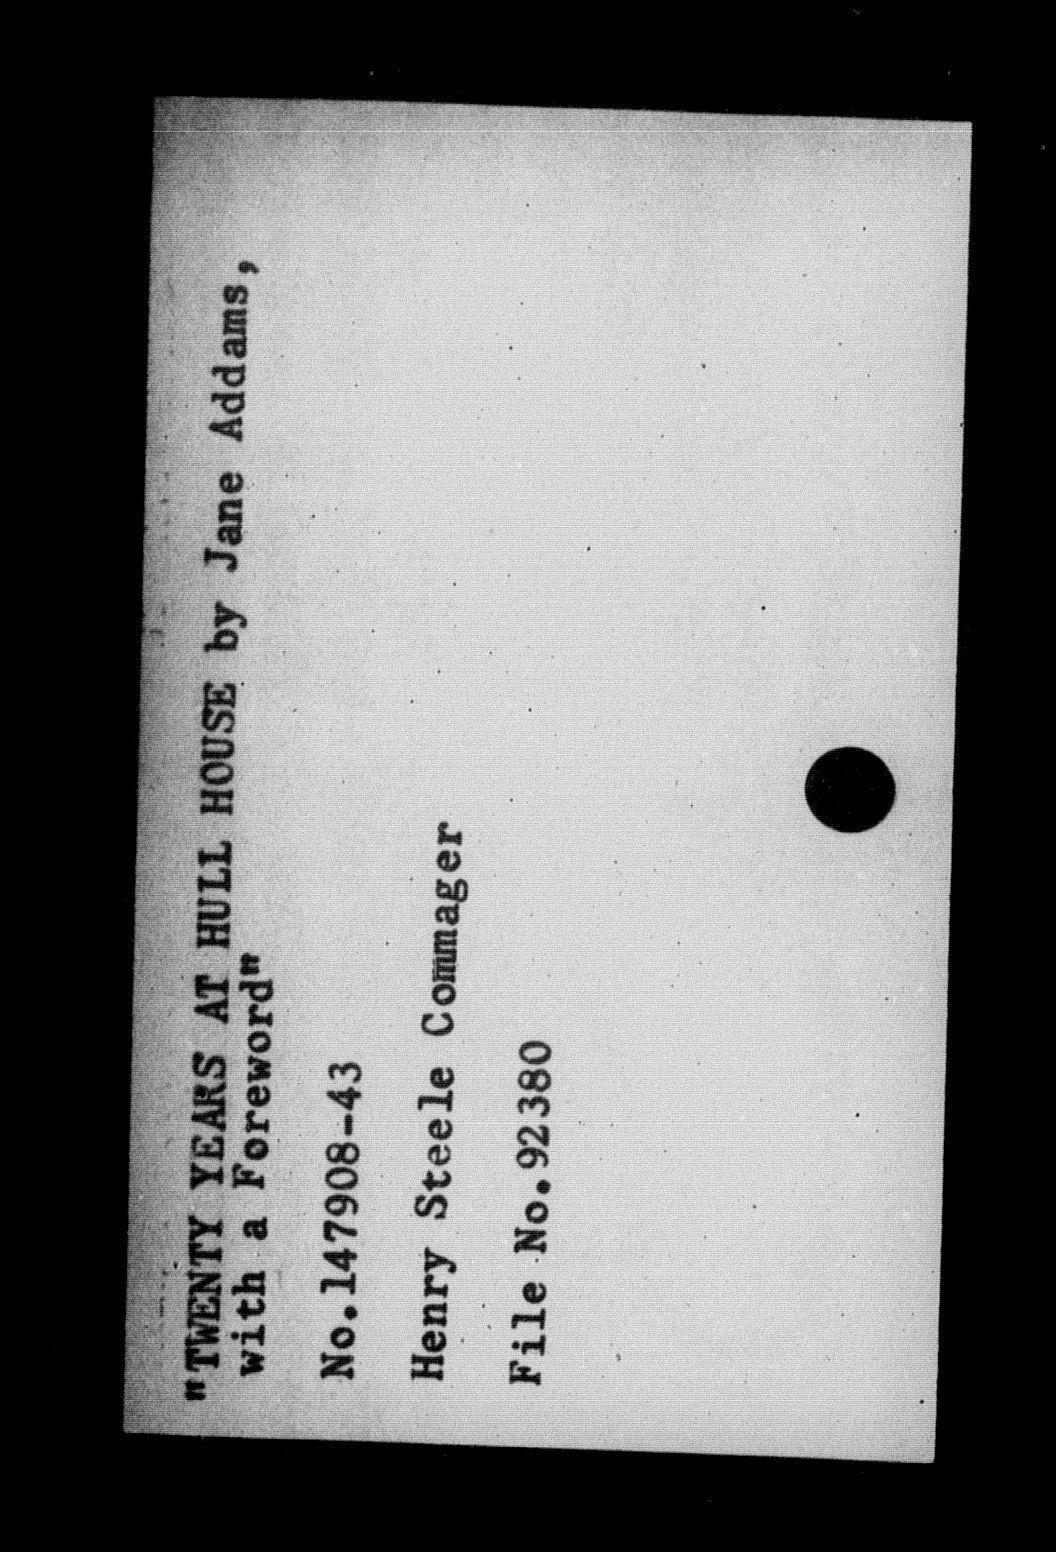 "TWENTY YEARS AT HULL HOUSE by Jane Addams,
with a Foreword"
No.147908-43
Henry Steele Commager
File No.92380